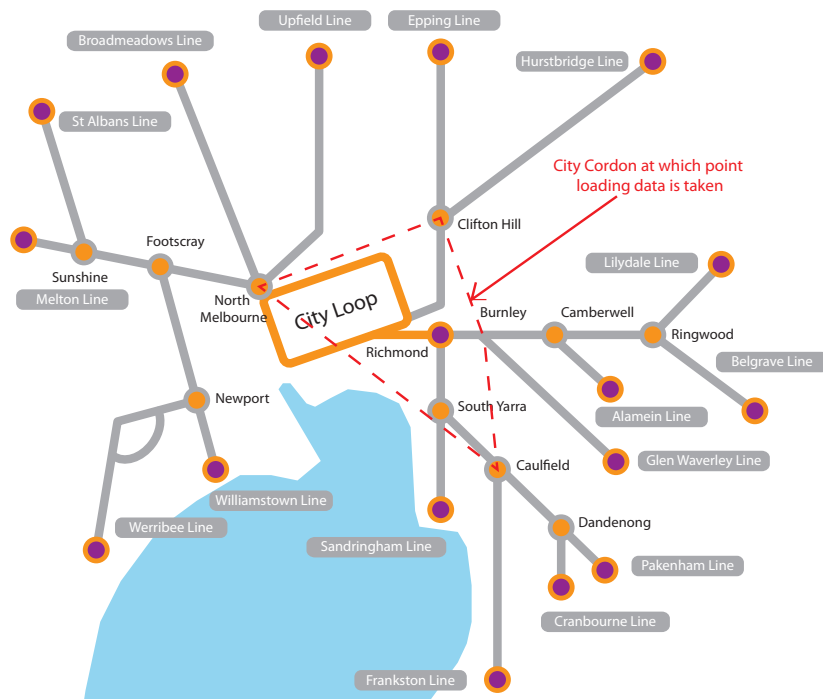 Upfield Line
Epping Line
Broadmeadows Line
Hurstbridge Line
St Albans Line
City Cordon at which point
loading data is taken
Clifton Hill
Footscray
Lilydale Line
Sunshine
Melton Line
North
Melbourne
City Loop
Burnley
Camberwell
Ringwood
Richmond
Belgrave Line
Newport
South Yarra
Alamein Line
Caulfield
Glen Waverley Line
Williamstown Line
Werribee Line
Dandenong
Sandringham Line
Pakenham Line
Cranbourne Line
Frankston Line